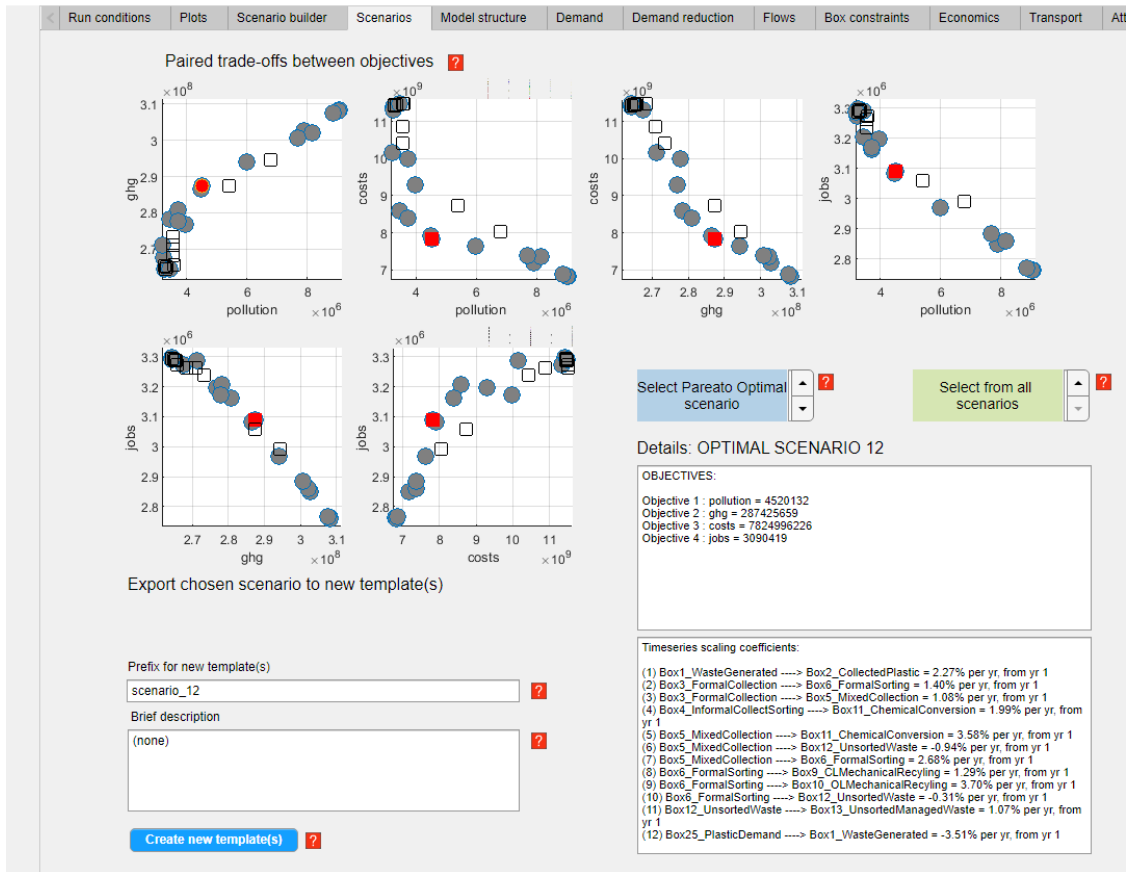 < Run conditions Plots Scenario builder Scenarios Model structure Demand Demand reduction Flows Box constraints Economics Transport Att
Paired trade-offs between objectives ?
×10^8
3.1
3
2.9
2.8
2.7
ghg
4 6 8
pollution ×10^6
×10^9
11
10
9
8
7
costs
4 6 8
pollution ×10^6
×10^9
11
10
9
8
7
costs
2.7 2.8 2.9 3 3.1
ghg ×10^8
×10^6
3.3
3.2
3.1
3
2.9
2.8
jobs
4 6 8
pollution ×10^6
×10^6
3.3
3.2
3.1
3
2.9
2.8
jobs
2.7 2.8 2.9 3 3.1
ghg ×10^8
×10^6
3.3
3.2
3.1
3
2.9
2.8
jobs
7 8 9 10 11
costs ×10^9
Select Pareato Optimal
scenario
?
Select from all
scenarios
?
Details: OPTIMAL SCENARIO 12
OBJECTIVES:
Objective 1 : pollution = 4520132
Objective 2 : ghg = 287425659
Objective 3 : costs = 7824996226
Objective 4 : jobs = 3090419
Export chosen scenario to new template(s)
Prefix for new template(s)
scenario_12 ?
Brief description
(none) ?
Create new template(s) ?
Timeseries scaling coefficients:
(1) Box1_WasteGenerated ----> Box2_CollectedPlastic = 2.27% per yr, from yr 1
(2) Box3_FormalCollection ----> Box6_FormalSorting = 1.40% per yr, from yr 1
(3) Box3_FormalCollection ----> Box5_MixedCollection = 1.08% per yr, from yr 1
(4) Box4_InformalCollectSorting ----> Box11_ChemicalConversion = 1.99% per yr, from
yr 1
(5) Box5_MixedCollection ----> Box11_ChemicalConversion = 3.58% per yr, from yr 1
(6) Box5_MixedCollection ----> Box12_UnsortedWaste = -0.94% per yr, from yr 1
(7) Box5_MixedCollection ----> Box6_FormalSorting = 2.68% per yr, from yr 1
(8) Box6_FormalSorting ----> Box9_CLMechanicalRecyling = 1.29% per yr, from yr 1
(9) Box6_FormalSorting ----> Box10_OLMechanicalRecyling = 3.70% per yr, from yr 1
(10) Box6_FormalSorting ----> Box12_UnsortedWaste = -0.31% per yr, from yr 1
(11) Box12_UnsortedWaste ----> Box13_UnsortedManagedWaste = 1.07% per yr, from
yr 1
(12) Box25_PlasticDemand ----> Box1_WasteGenerated = -3.51% per yr, from yr 1